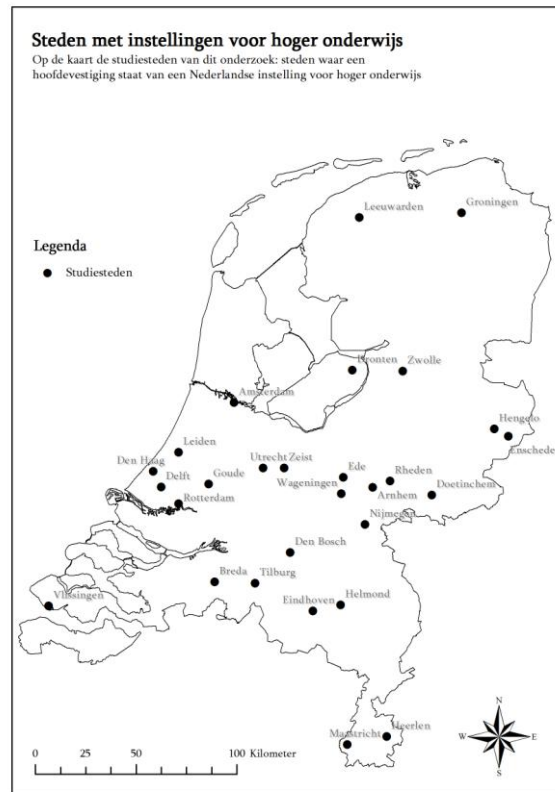 Steden met instellingen voor hoger onderwijs
Op de kaart de studiesteden van dit onderzoek: steden waar een
hoofdevestiging staat van een Nederlandse instelling voor hoger onderwijs
Leeuwarden
Groningen
Legenda
Studiesteden
Dronten
Zwolle
Amsterdam
Hengelo
Enschede
Leiden
Den Haag
Utrecht
Zeist
Delft
Goude
Ede
Rheden
Wageningen
Arnhem
Doetinchem
Rotterdam
Nijmegen
Den Bosch
Breda
Tilburg
Vlissingen
Eindhoven
Helmond
Maastricht
Heerlen
N
W
E
S
0
25
50
100 Kilometer